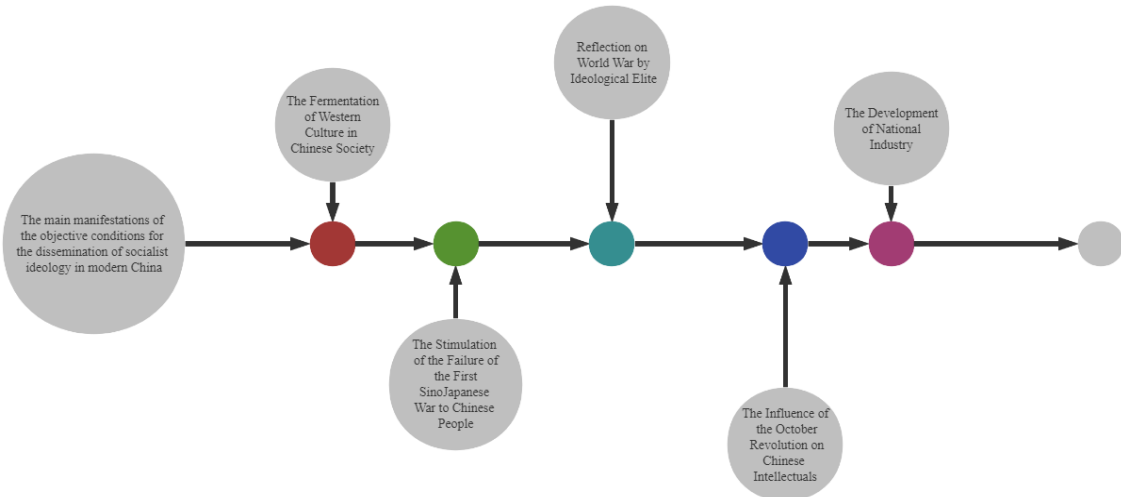 The main manifestations of
the objective conditions for
the dissemination of socialist
ideology in modern China
The Fermentation
of Western
Culture in
Chinese Society
The Stimulation
of the Failure of
the First
SinoJapanese
War to Chinese
People
Reflection on
World War by
Ideological Elite
The Influence of
the October
Revolution on
Chinese
Intellectuals
The Development
of National
Industry